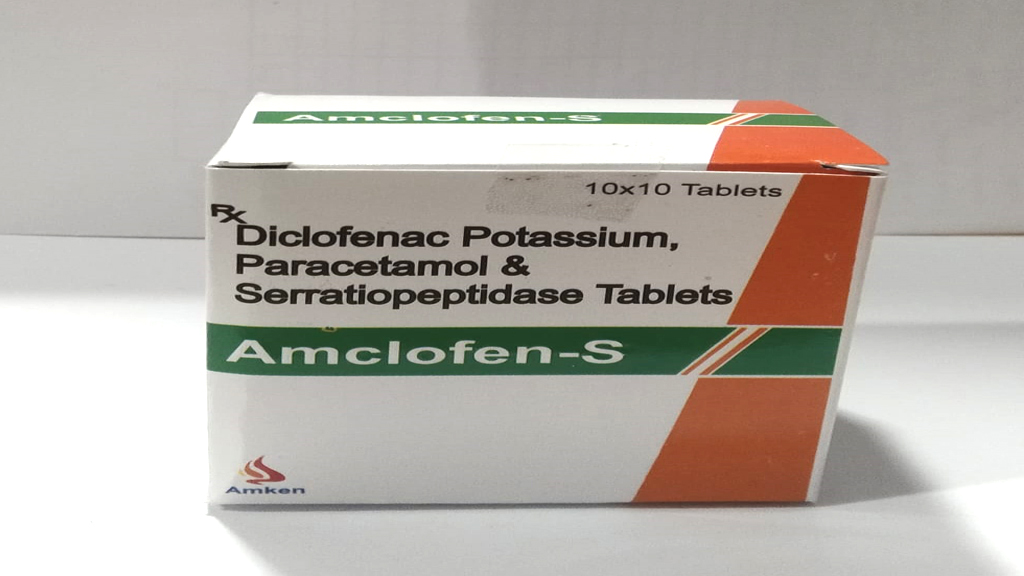 Amclofen-S
10x10 Tablets
Rx
Diclofenac Potassium,
Paracetamol &
Serratiopeptidase Tablets
Amclofen-S
Amken